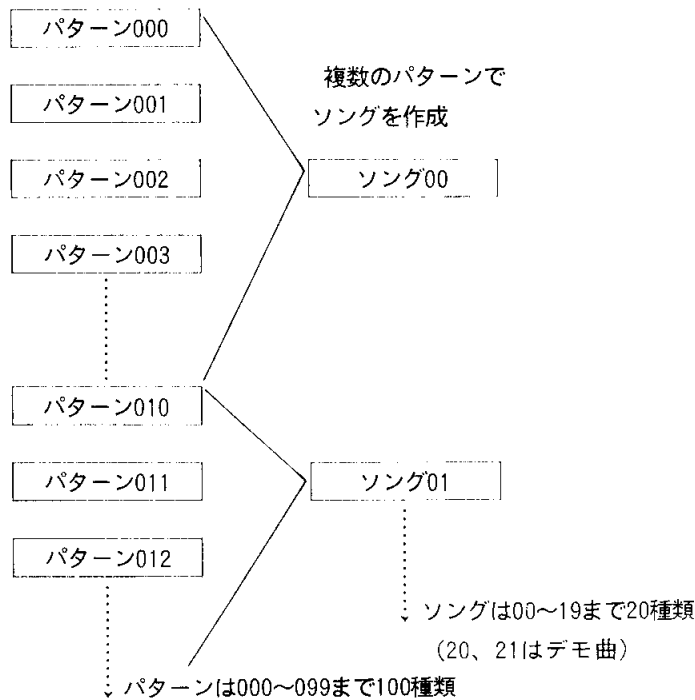 パターン000
複数のパターンで
パターン001
ソングを作成
パターン002
ソング00
パターン003
パターン010
パターン011
ソング01
パターン012
ソングは00～19まで20種類
(20、21はデモ曲)
パターンは000～099まで100種類